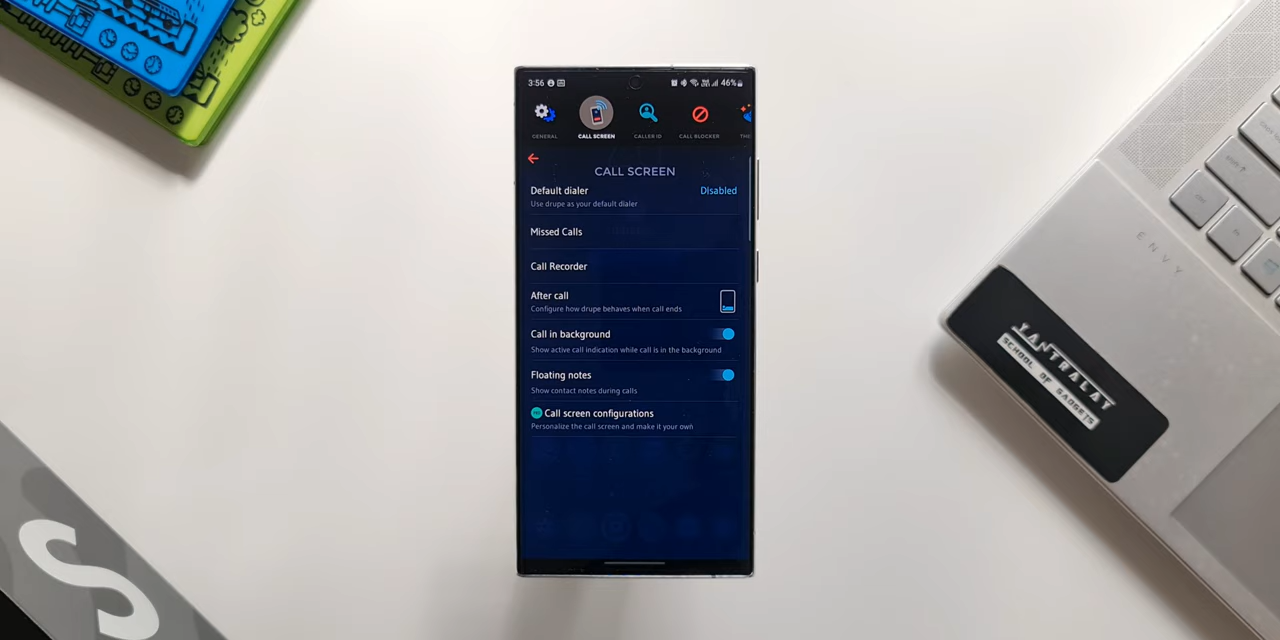 3:56
46%
GENERAL
CALL SCREEN
CALLER ID
CALL BLOCKER
THE
CALL SCREEN
Default dialer
Disabled
Use drupe as your default dialer
Missed Calls
Call Recorder
After call
Configure how drupe behaves when call ends
Call in background
Show active call indication while call is in the background
Floating notes
Show contact notes during calls
Call screen configurations
Personalize the call screen and make it your own
ENVY
JANTRALAY
SCHOOL OF GADGETS
S